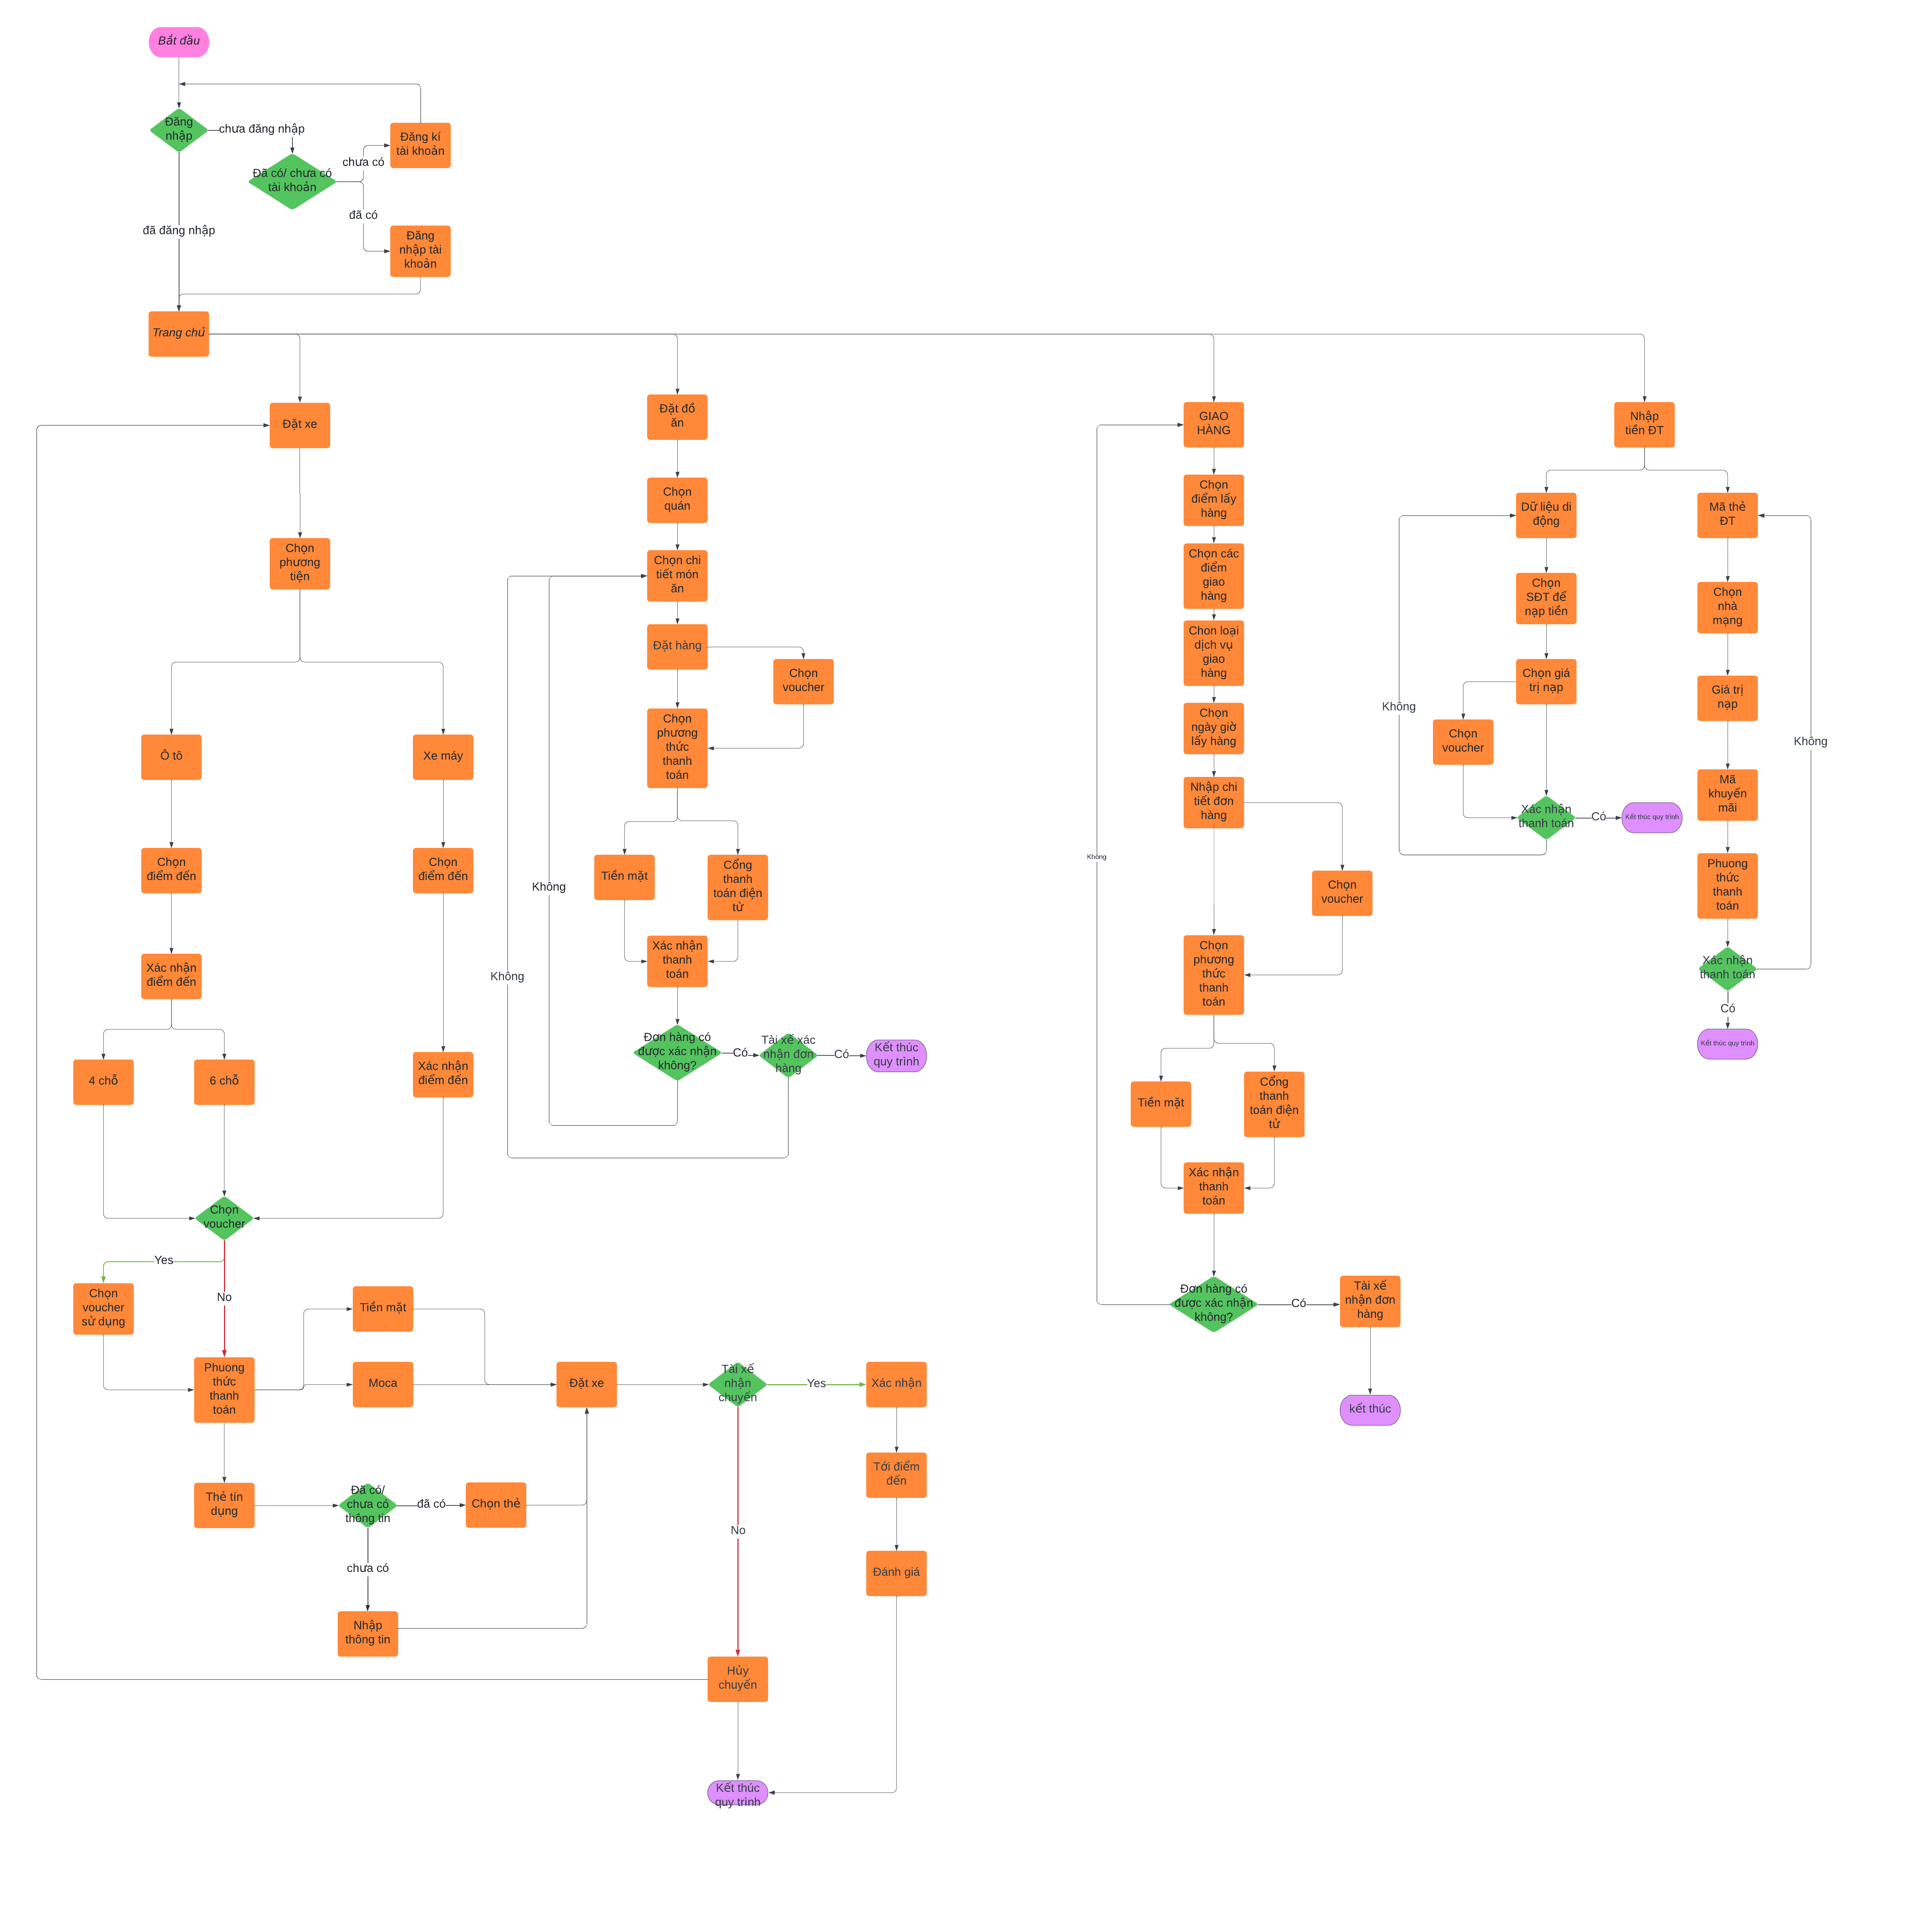 Bắt đầu
Đăng
nhập
chưa đăng nhập
Đã có/ chưa có
tài khoản
chưa có
Đăng kí
tài khoản
đã có
Đăng
nhập tài
khoản
đã đăng nhập
Trang chủ
Đặt xe
Chọn
phương
tiện
Ô tô
Xe máy
Chọn
điểm đến
Chọn
điểm đến
Xác nhận
điểm đến
4 chỗ
6 chỗ
Xác nhận
điểm đến
Chọn
voucher
Yes
No
Chọn
voucher
sử dụng
Phuong
thức
thanh
toán
Tiền mặt
Moca
Thẻ tín
dụng
Đã có/
chưa có
thông tin
đã có
Chọn thẻ
chưa có
Nhập
thông tin
Đặt xe
Tài xế
nhận
chuyến
Yes
Xác nhận
Tới điểm
đến
Đánh giá
No
Hủy
chuyến
Kết thúc
quy trình
Đặt đồ
ăn
Chọn
quán
Chọn chi
tiết món
ăn
Đặt hàng
Chọn
voucher
Chọn
phương
thức
thanh
toán
Tiền mặt
Cổng
thanh
toán điện
tử
Xác nhận
thanh
toán
Không
Không
Đơn hàng có
được xác nhận
không?
Có
Tài xế xác
nhận đơn
hàng
Có
Kết thúc
quy trình
GIAO
HÀNG
Chọn
điểm lấy
hàng
Chọn các
điểm
giao
hàng
Chon loại
dịch vụ
giao
hàng
Chọn
ngày giờ
lấy hàng
Nhập chi
tiết đơn
hàng
Không
Chọn
voucher
Chọn
phương
thức
thanh
toán
Tiền mặt
Cổng
thanh
toán điện
tử
Xác nhận
thanh
toán
Đơn hàng có
được xác nhận
không?
Có
Tài xế
nhận đơn
hàng
kết thúc
Nhập
tiền ĐT
Dữ liệu di
động
Chọn
SĐT để
nạp tiền
Chọn giá
trị nạp
Không
Chọn
voucher
Xác nhận
thanh toán
Có
Kết thúc quy trình
Mã thẻ
ĐT
Chọn
nhà
mạng
Giá trị
nạp
Không
Mã
khuyến
mãi
Phuong
thức
thanh
toán
Xác nhận
thanh toán
Có
Kết thúc quy trình